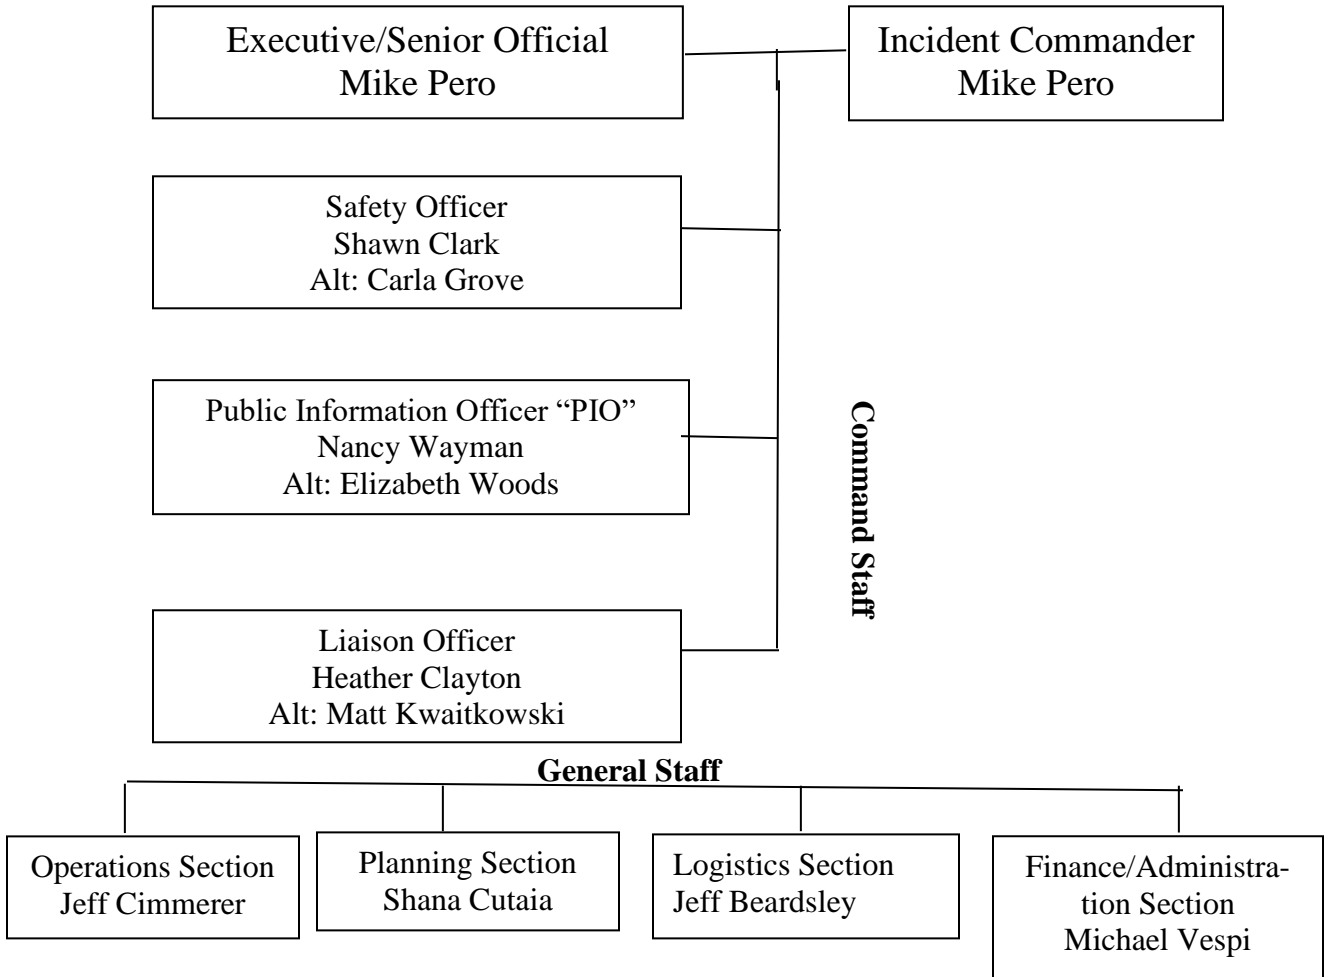 Executive/Senior Official
Mike Pero
Incident Commander
Mike Pero
Safety Officer
Shawn Clark
Alt: Carla Grove
Public Information Officer “PIO”
Nancy Wayman
Alt: Elizabeth Woods
Command Staff
Liaison Officer
Heather Clayton
Alt: Matt Kwaitkowski
General Staff
Operations Section
Jeff Cimmerer
Planning Section
Shana Cutaia
Logistics Section
Jeff Beardsley
Finance/Administra-
tion Section
Michael Vespi